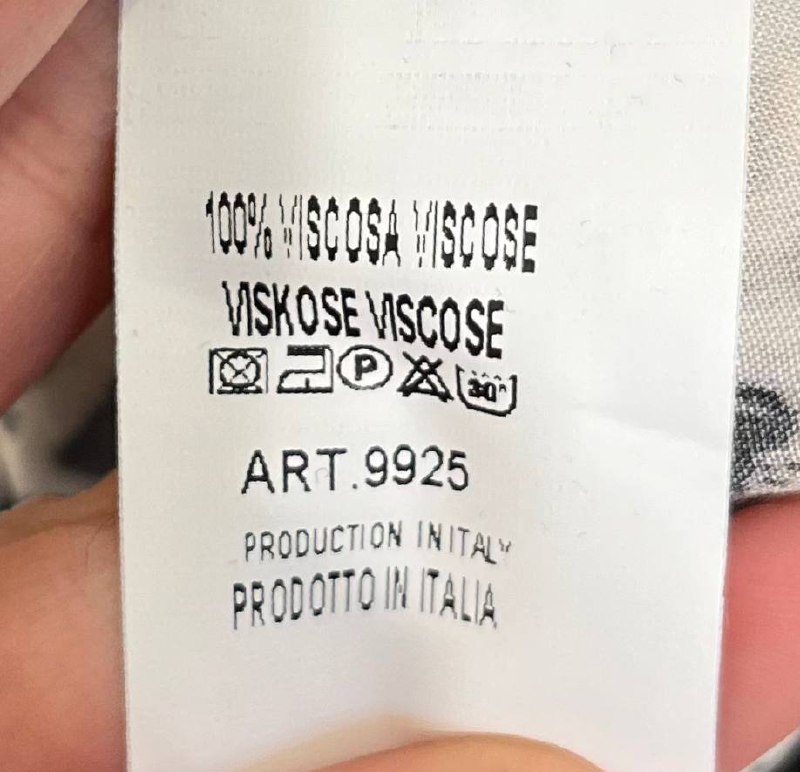 100% VISCOSA VISCOSE
VISKOSE VISCOSE
P 30°
ART.9925
PRODUCTION IN ITALY
PRODOTTO IN ITALIA